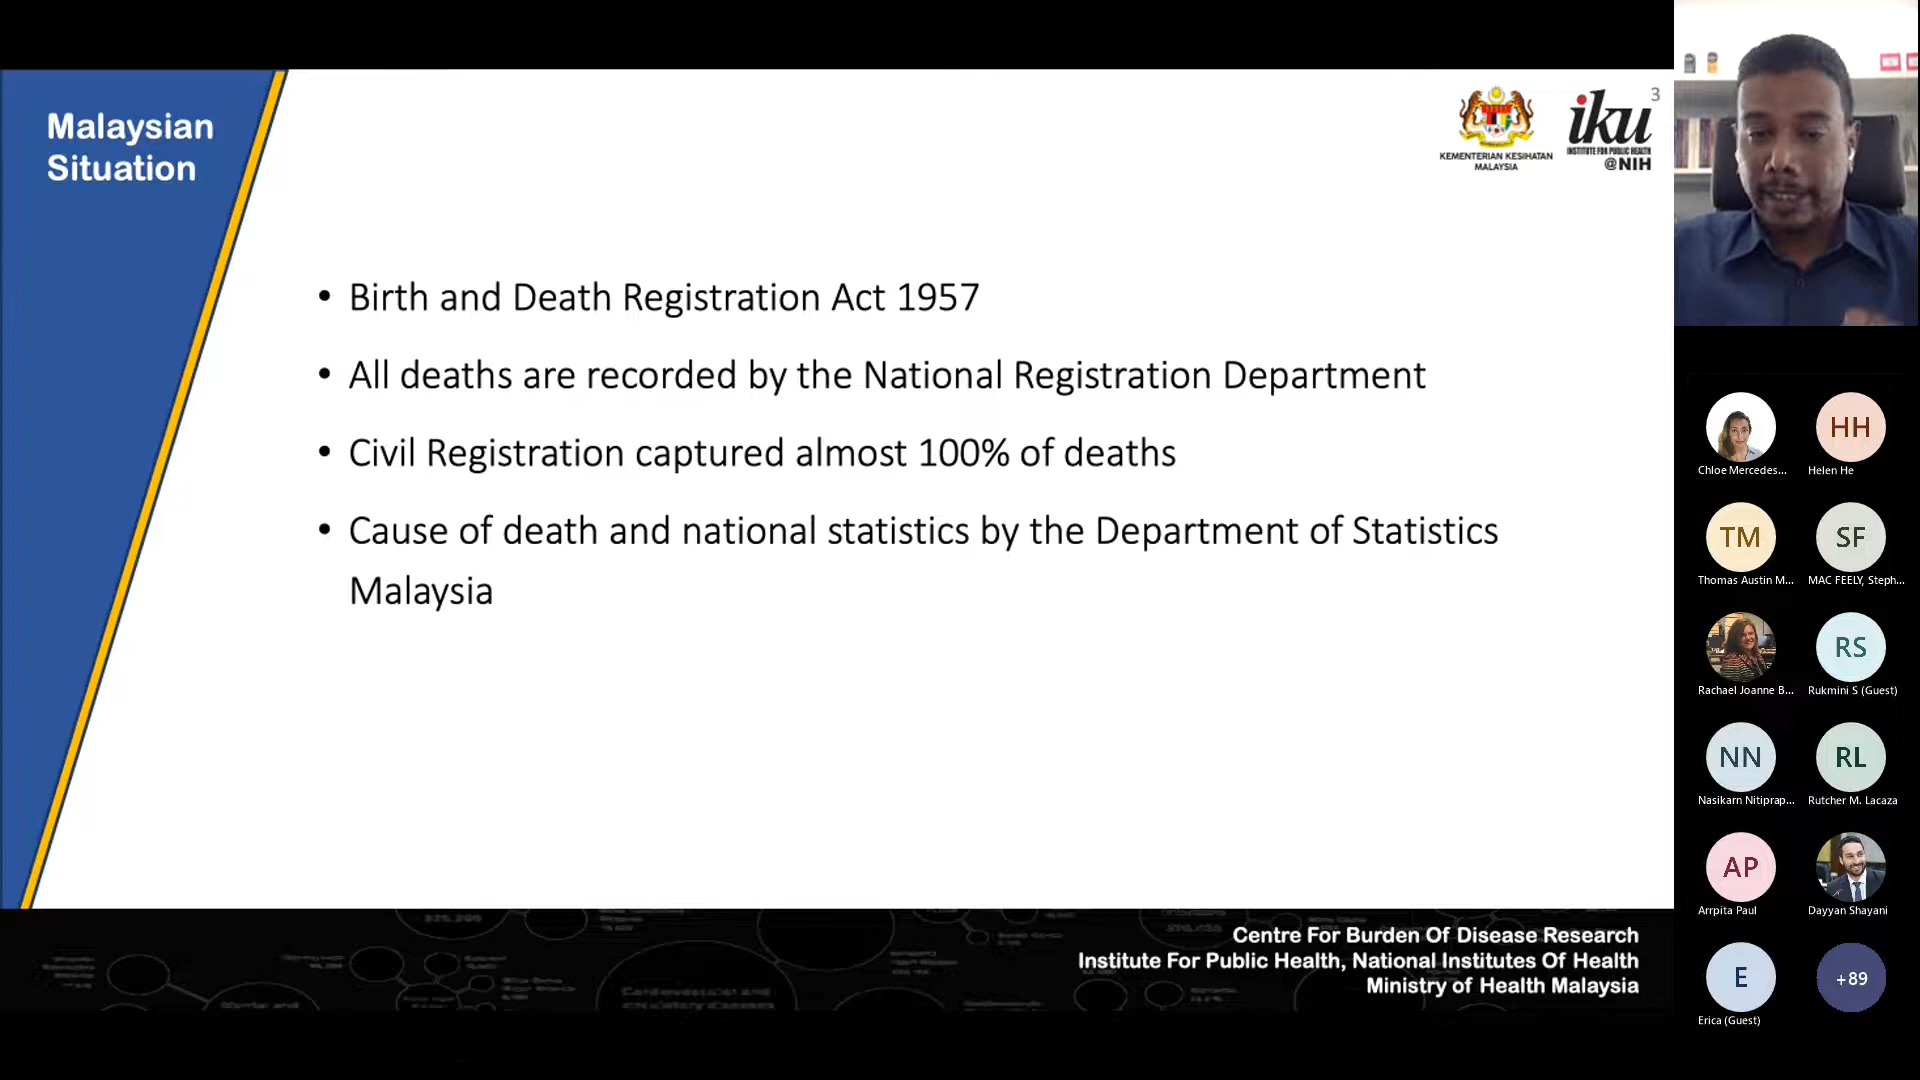 Malaysian
Situation
3
KEMENTERIAN KESIHATAN
MALAYSIA
iku
INSTITUTE FOR PUBLIC HEALTH
@NIH
• Birth and Death Registration Act 1957
• All deaths are recorded by the National Registration Department
• Civil Registration captured almost 100% of deaths
• Cause of death and national statistics by the Department of Statistics
Malaysia
Centre For Burden Of Disease Research
Institute For Public Health, National Institutes Of Health
Ministry of Health Malaysia
Chloe Mercedes...
HH
Helen He
TM
Thomas Austin M...
SF
MAC FEELY, Steph...
Rachael Joanne B...
RS
Rukmini S (Guest)
NN
Nasikarn Nitiprap...
RL
Rutcher M. Lacaza
AP
Arrpita Paul
Dayyan Shayani
E
Erica (Guest)
+89